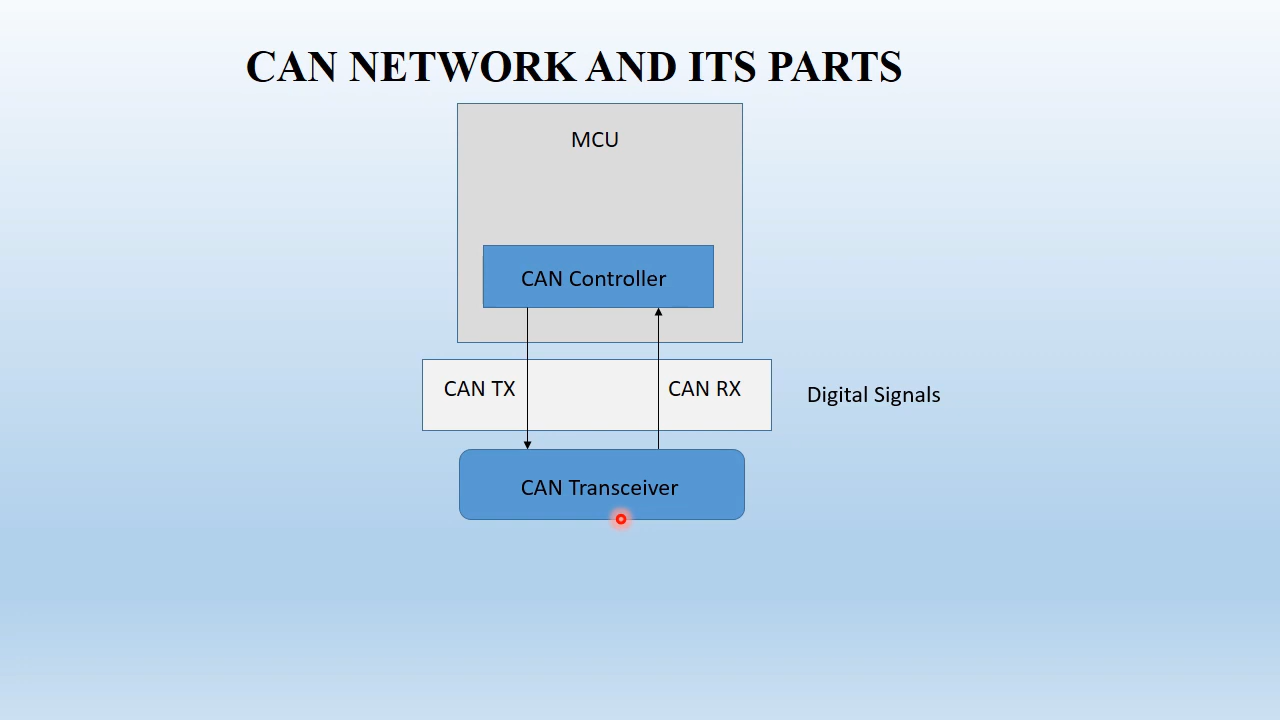 CAN NETWORK AND ITS PARTS
MCU
CAN Controller
CAN TX
CAN RX
Digital Signals
CAN Transceiver